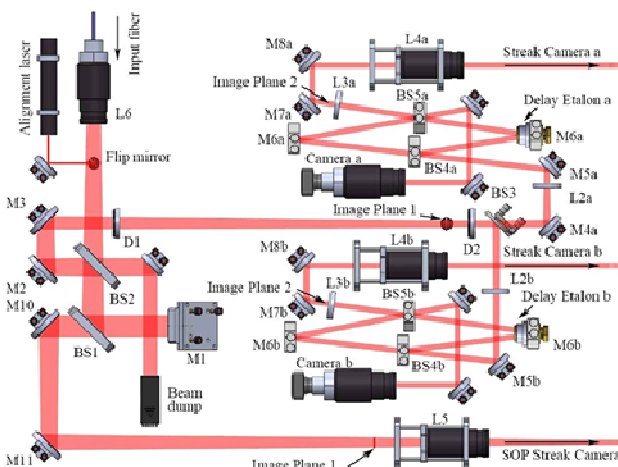 Alignment laser
Input fiber
L6
Flip mirror
M8a
L4a
Streak Camera a
Image Plane 2
L3a
BS5a
M7a
Delay Etalon a
M6a
M6a
Camera a
BS4a
M5a
BS3
L2a
M3
Image Plane 1
D1
D2
M4a
M8b
L4b
Streak Camera b
M2
BS2
L3b
L2b
Image Plane 2
BS5b
M10
M7b
Delay Etalon b
BS1
M1
M6b
M6b
Camera b
BS4b
M5b
Beam
dump
L5
M11
SOP Streak Camera
Image Plane 1